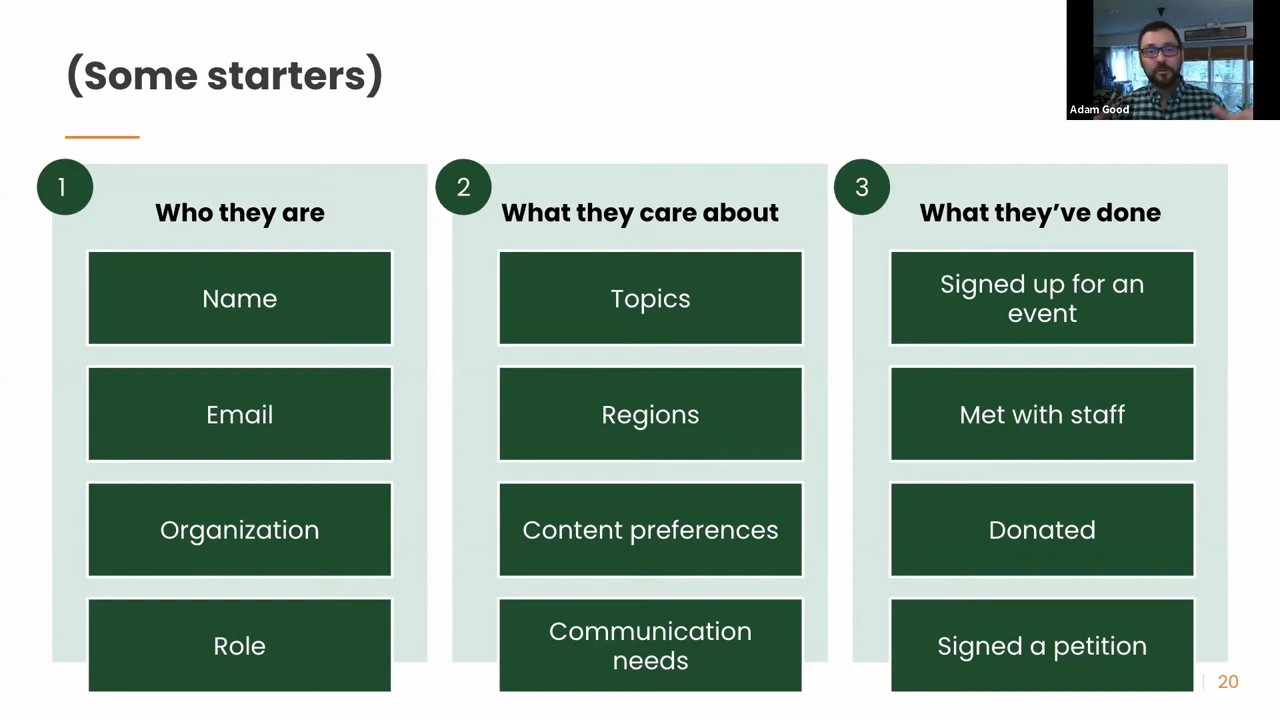 (Some starters)
Adam Good
1
Who they are
Name
Email
Organization
Role
2
What they care about
Topics
Regions
Content preferences
Communication
needs
3
What they’ve done
Signed up for an
event
Met with staff
Donated
Signed a petition
20